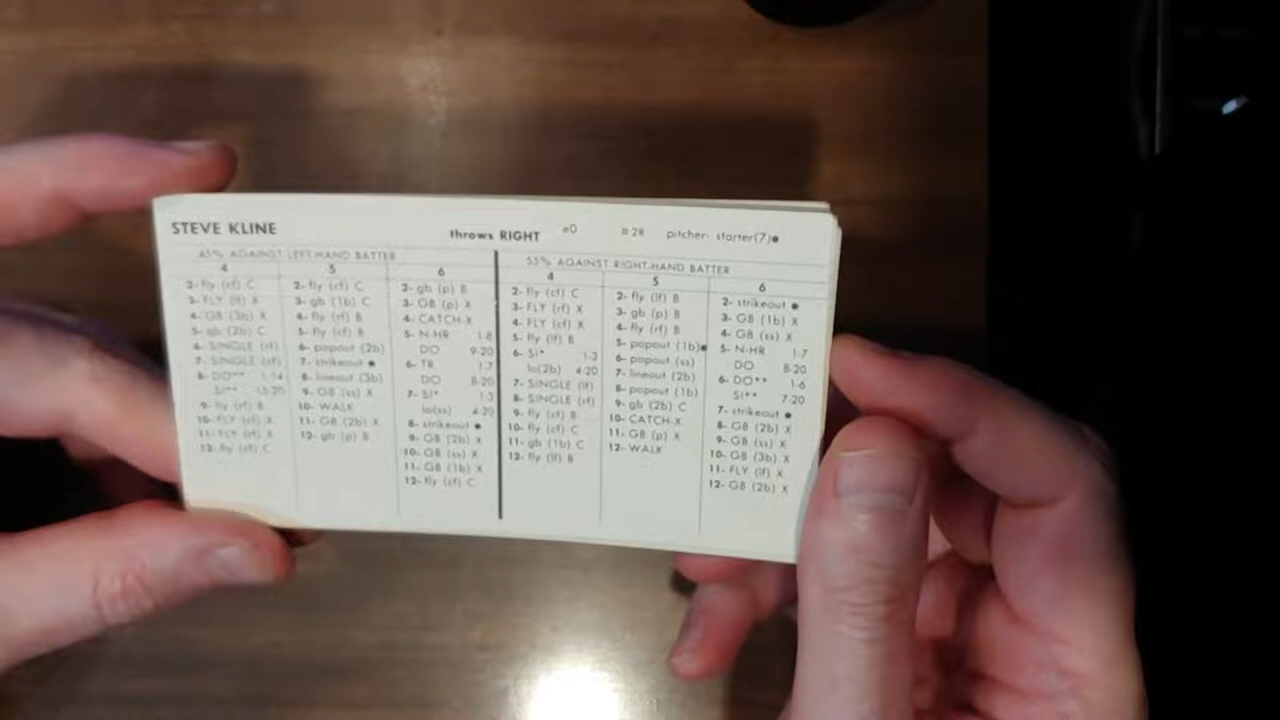 STEVE KLINE
throws RIGHT e0 pitcher- starter(7)●
45% AGAINST LEFT-HAND BATTER
4
2- fly (rf) C
3- FLY (lf) X
4- GB (3b) X
5- gb (2b) C
6- SINGLE (rf)
7- SINGLE (rf)
8- DO** 1-14
SI** 15-20
9- fly (rf) B
10- FLY (cf) X
11- FLY (rf) X
12- fly (rf) C
5
2- fly (cf) C
3- gb (1b) C
4- fly (rf) B
5- fly (cf) B
6- popout (2b)
7- strikeout ●
8- lineout (3b)
9- GB (ss) X
10- WALK
11- GB (2b) X
12- gb (p) B
6
2- gb (p) B
3- GB (p) X
4- CATCH-X
5- N-HR 1-8
DO 9-20
6- TR 1-7
DO 8-20
7- SI* 1-3
lo(ss) 4-20
8- strikeout ●
9- GB (2b) X
10- GB (ss) X
11- GB (1b) X
12- fly (cf) C
55% AGAINST RIGHT-HAND BATTER
4
2- fly (cf) C
3- FLY (rf) X
4- FLY (cf) X
5- fly (lf) B
6- SI* 1-3
lo(2b) 4-20
7- SINGLE (lf)
8- SINGLE (rf)
9- fly (cf) B
10- fly (cf) C
11- gb (1b) C
12- fly (lf) B
5
2- fly (lf) B
3- gb (p) B
4- fly (rf) B
5- popout (1b)●
6- popout (ss)
7- lineout (2b)
8- popout (1b)
9- gb (2b) C
10- CATCH-X
11- GB (p) X
12- WALK
6
2- strikeout ●
3- GB (1b) X
4- GB (ss) X
5- N-HR 1-7
DO 8-20
6- DO** 1-6
SI** 7-20
7- strikeout ●
8- GB (2b) X
9- GB (ss) X
10- GB (3b) X
11- FLY (lf) X
12- GB (2b) X